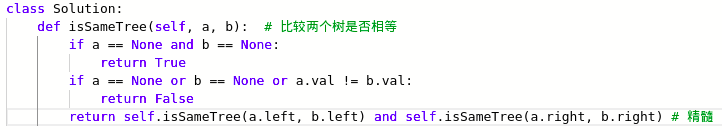 class Solution:
    def isSameTree(self, a, b):  # 比较两个树是否相等
        if a == None and b == None:
            return True
        if a == None or b == None or a.val != b.val:
            return False
        return self.isSameTree(a.left, b.left) and self.isSameTree(a.right, b.right) # 精髓